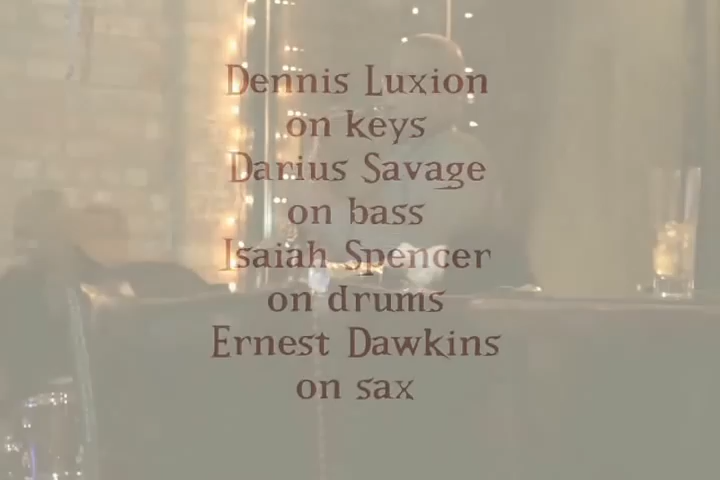 Dennis Luxion
on keys
Darius Savage
on bass
Isaiah Spencer
on drums
Ernest Dawkins
on sax